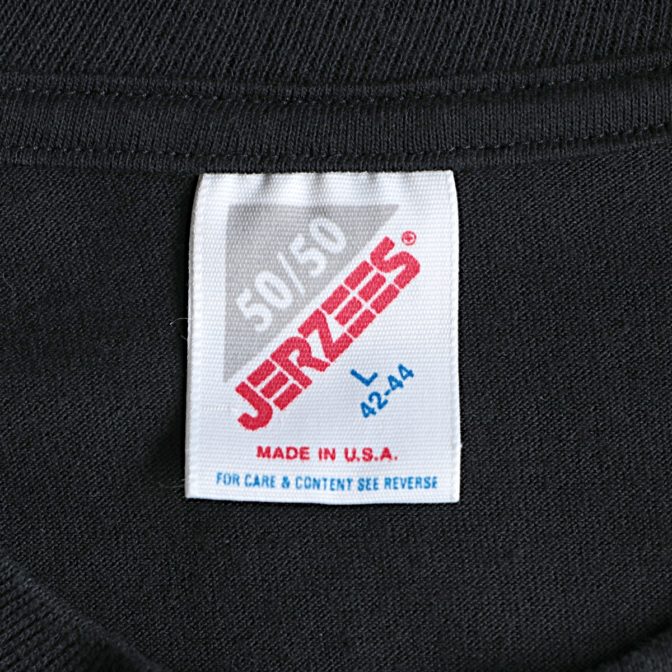 50/50
JERZEES®
L
42-44
MADE IN U.S.A.
FOR CARE & CONTENT SEE REVERSE